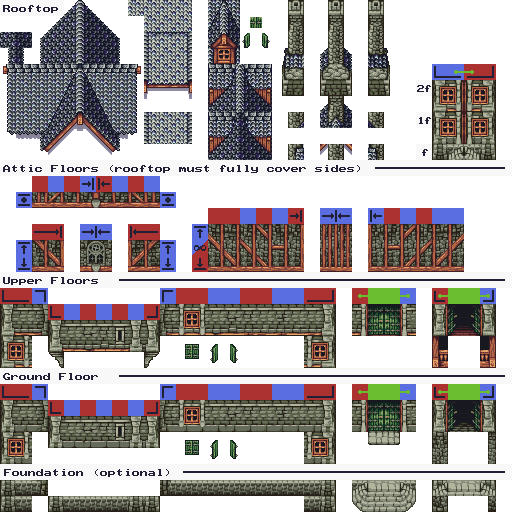 Rooftop
2f
1f
f
Attic Floors (rooftop must fully cover sides)
∞
Upper Floors
Ground Floor
Foundation (optional)